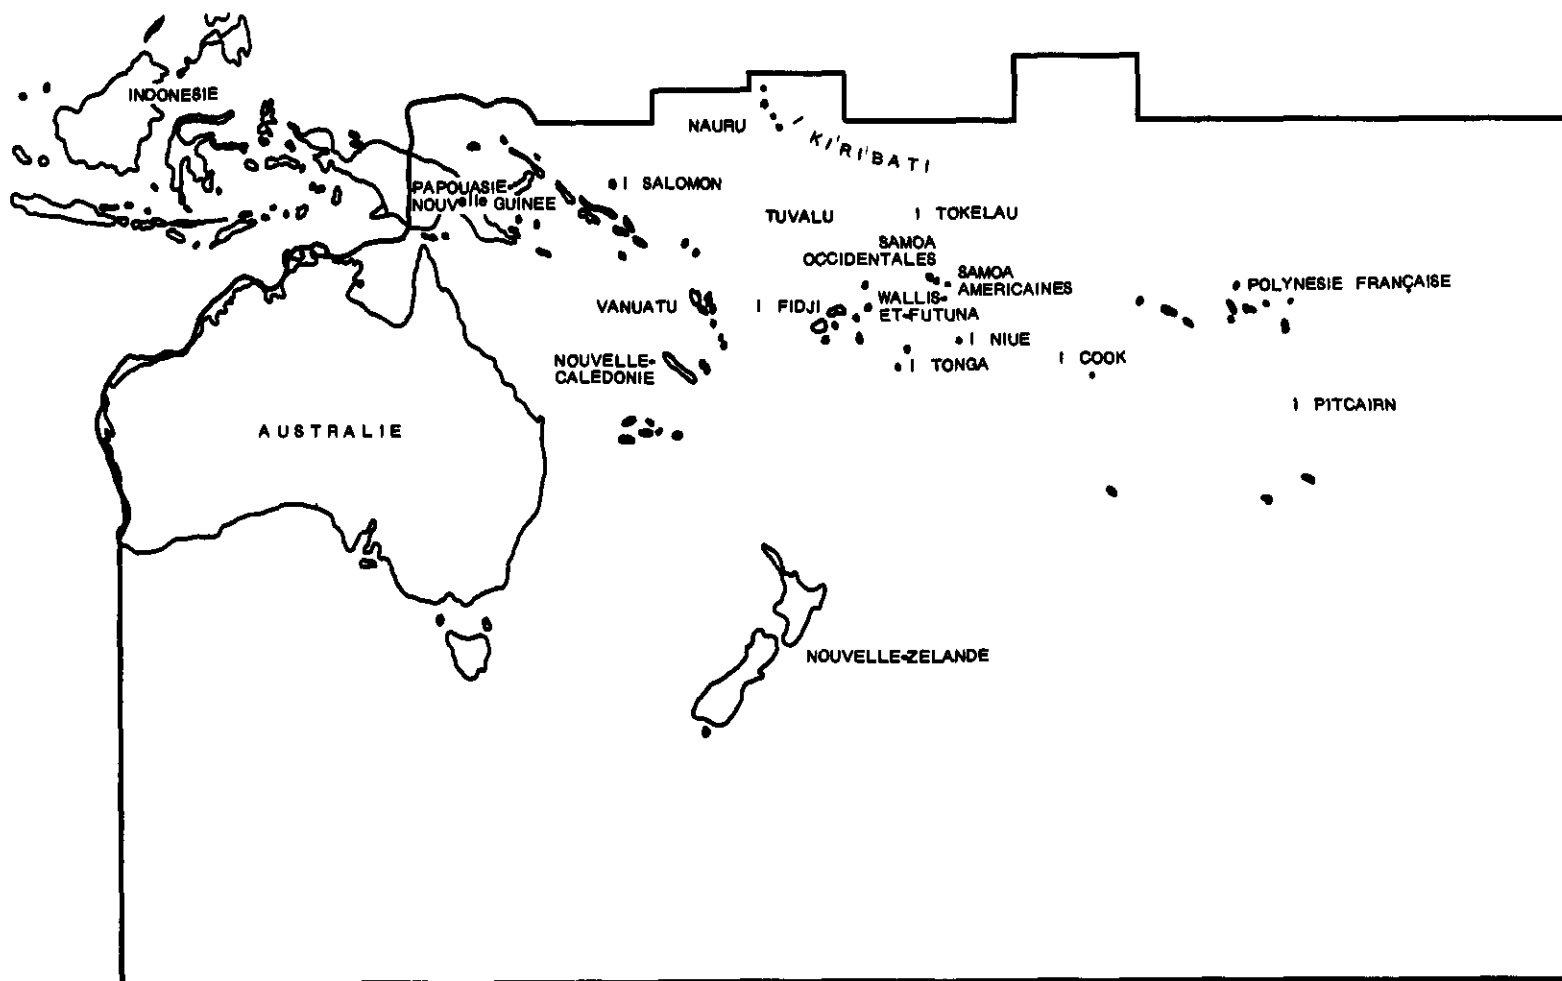 INDONESIE
NAURU
I KIRIBATI
PAPOUASIE
NOUVelle GUINEE
I SALOMON
TUVALU
I TOKELAU
SAMOA
OCCIDENTALES
SAMOA
AMERICAINES
POLYNESIE FRANÇAISE
VANUATU
I FIDJI
WALLIS-
ET-FUTUNA
I NIUE
NOUVELLE-
CALEDONIE
I TONGA
I COOK
I PITCAIRN
AUSTRALIE
NOUVELLE-ZELANDE